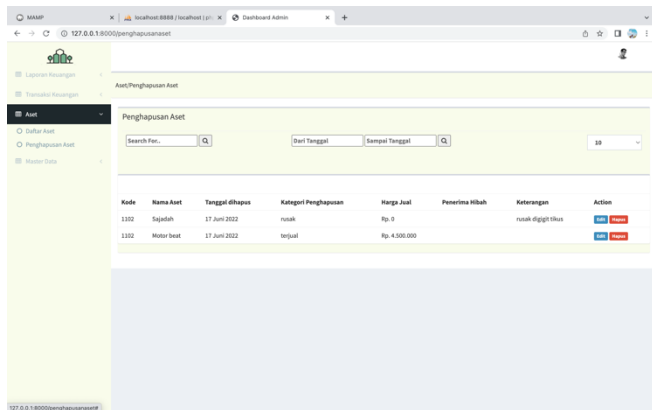 MAMP
localhost:8888 / localhost | ph
Dashboard Admin
127.0.0.1:8000/penghapusanaset
Laporan Keuangan
Transaksi Keuangan
Aset
Daftar Aset
Penghapusan Aset
Master Data
Aset/Penghapusan Aset
Penghapusan Aset
Search For..
Dari Tanggal
Sampai Tanggal
10
Kode Nama Aset Tanggal dihapus Kategori Penghapusan Harga Jual Penerima Hibah Keterangan Action
1102 Sajadah 17 Juni 2022 rusak Rp. 0 rusak digigit tikus Edit Hapus
1102 Motor beat 17 Juni 2022 terjual Rp. 4.500.000 Edit Hapus
127.0.0.1:8000/penghapusanaset#